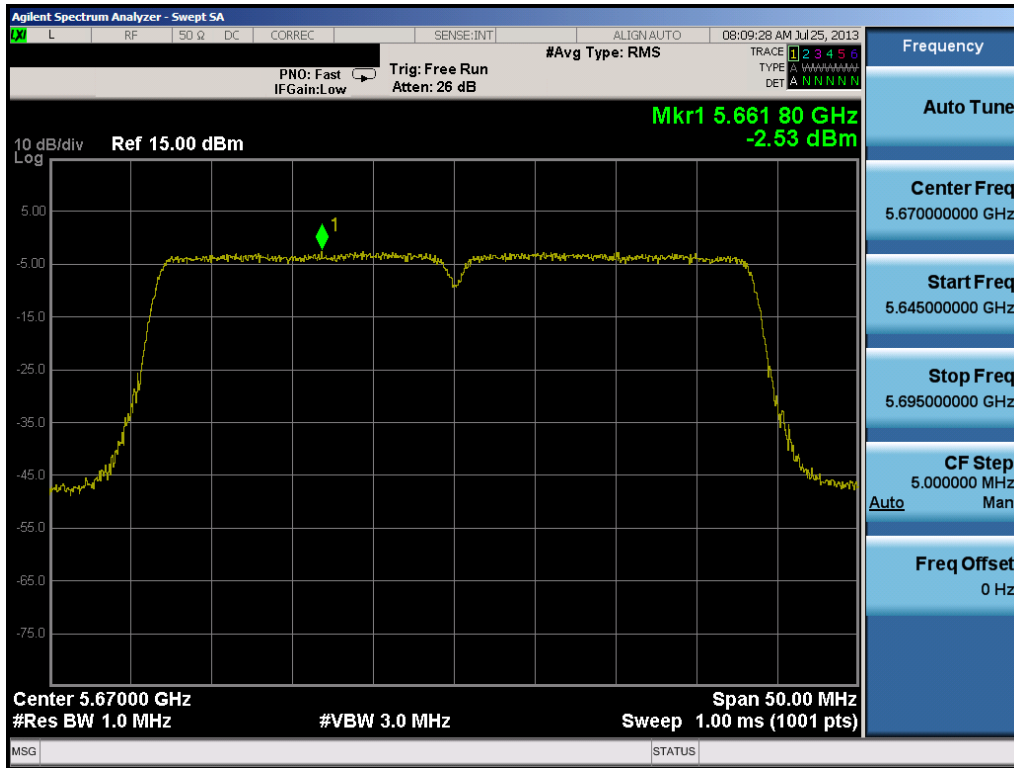 Agilent Spectrum Analyzer - Swept SA
LXI L RF 50 Ω DC CORREC SENSE:INT ALIGN AUTO 08:09:28 AM Jul 25, 2013
#Avg Type: RMS
TRACE 1 2 3 4 5 6
TYPE A WWWWW
DET A N N N N N
PNO: Fast
IFGain:Low
Trig: Free Run
Atten: 26 dB
Mkr1 5.661 80 GHz
-2.53 dBm
10 dB/div Ref 15.00 dBm
Log
5.00
-5.00
-15.0
-25.0
-35.0
-45.0
-55.0
-65.0
-75.0
1
Center 5.67000 GHz
Span 50.00 MHz
#Res BW 1.0 MHz
#VBW 3.0 MHz
Sweep 1.00 ms (1001 pts)
MSG
STATUS
Frequency
Auto Tune
Center Freq
5.670000000 GHz
Start Freq
5.645000000 GHz
Stop Freq
5.695000000 GHz
CF Step
5.000000 MHz
Auto Man
Freq Offset
0 Hz